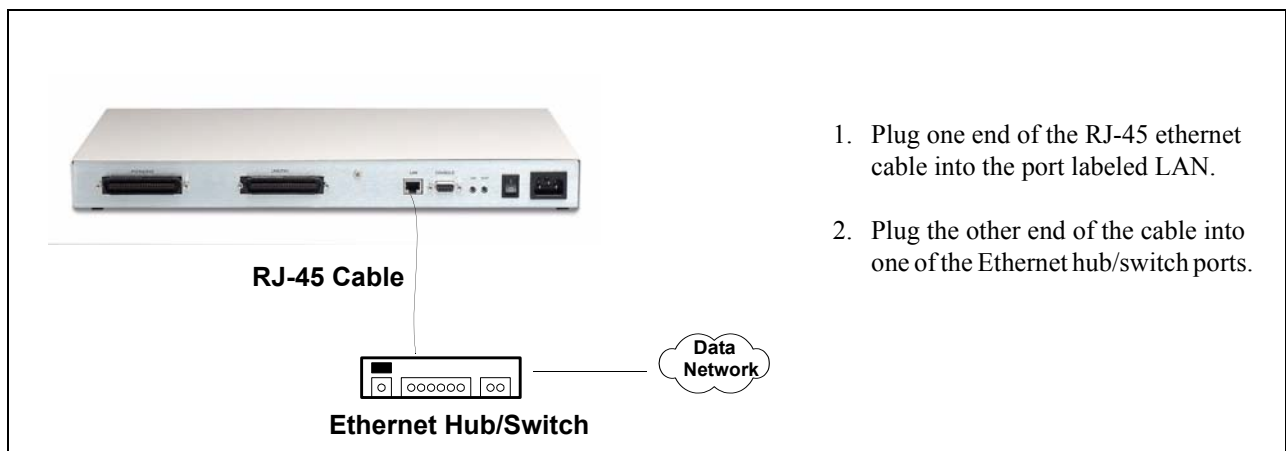 LAN
CONSOLE
1. Plug one end of the RJ-45 ethernet
cable into the port labeled LAN.
2. Plug the other end of the cable into
one of the Ethernet hub/switch ports.
RJ-45 Cable
Data
Network
Ethernet Hub/Switch